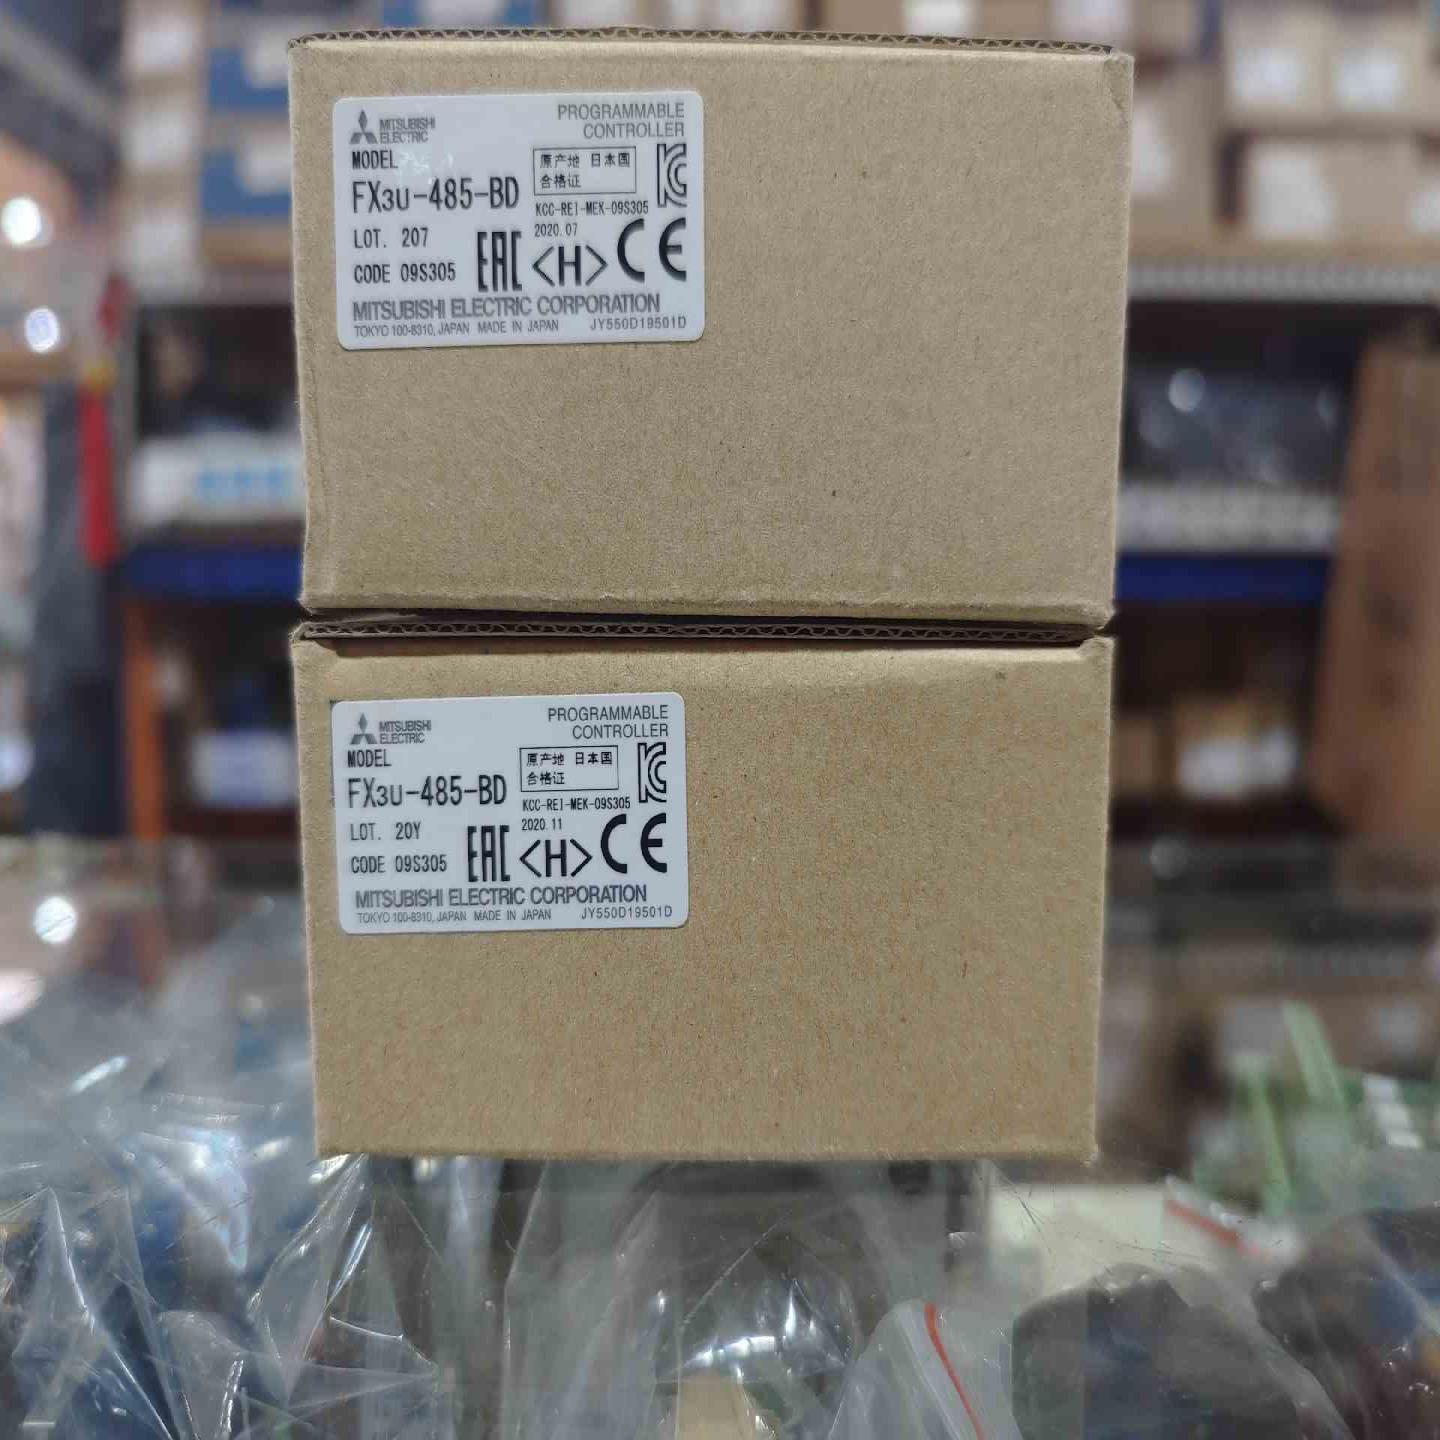 MITSUBISHI
ELECTRIC
PROGRAMMABLE
CONTROLLER
MODEL
FX3U-485-BD
原产地 日本国
合格证
KCC-REI-MEK-09S305
2020.07
LOT. 207
CODE 09S305
EAC <H> CE
MITSUBISHI ELECTRIC CORPORATION
TOKYO 100-8310, JAPAN MADE IN JAPAN JY550D19501D
MITSUBISHI
ELECTRIC
PROGRAMMABLE
CONTROLLER
MODEL
FX3U-485-BD
原产地 日本国
合格证
KCC-REI-MEK-09S305
2020.11
LOT. 20Y
CODE 09S305
EAC <H> CE
MITSUBISHI ELECTRIC CORPORATION
TOKYO 100-8310, JAPAN MADE IN JAPAN JY550D19501D